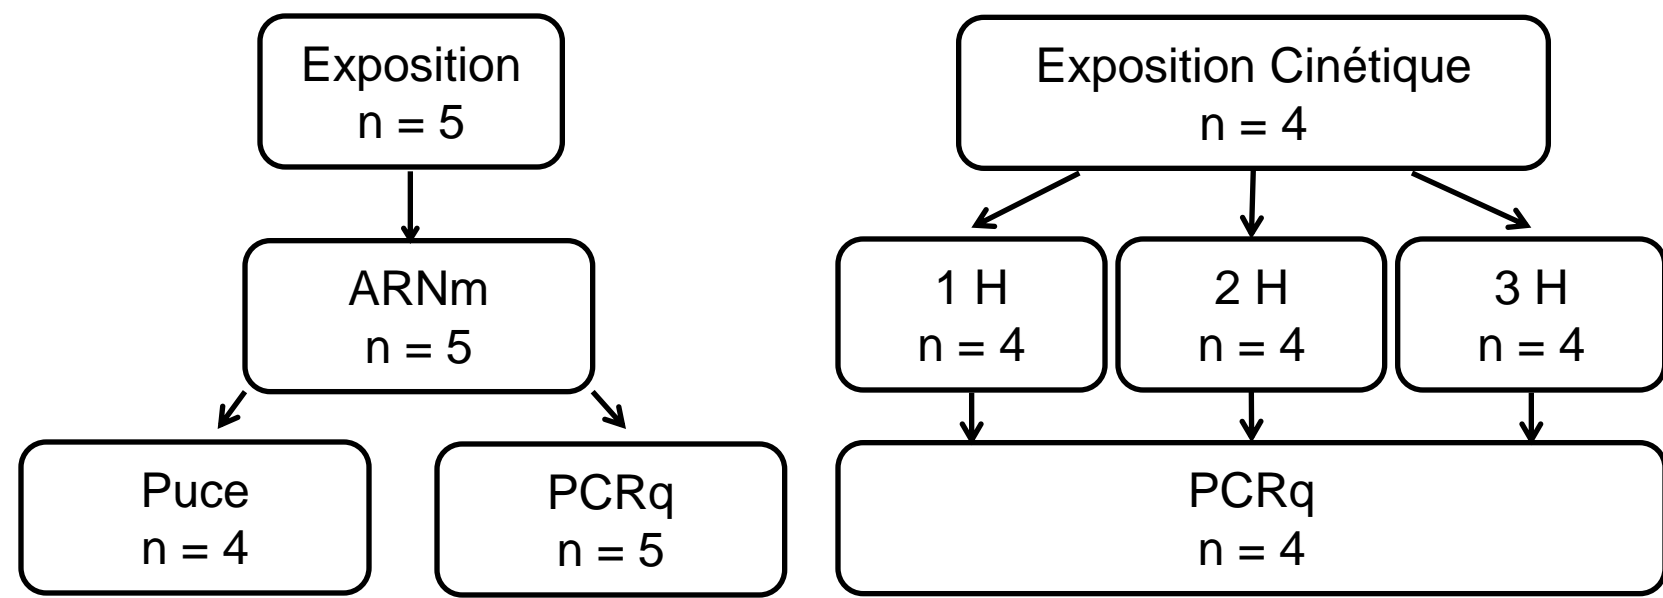 Exposition
n = 5
ARNm
n = 5
Puce
n = 4
PCRq
n = 5
Exposition Cinétique
n = 4
1 H
n = 4
2 H
n = 4
3 H
n = 4
PCRq
n = 4